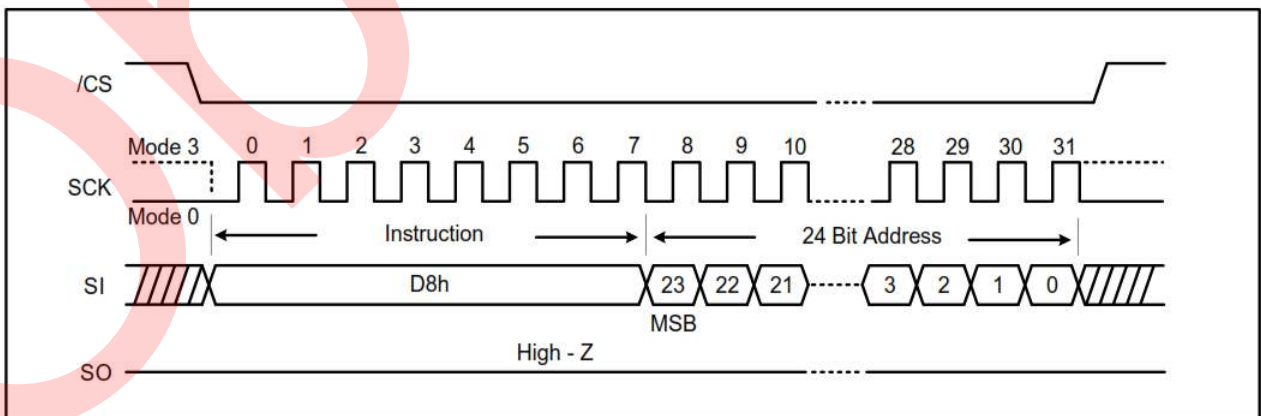 /CS
Mode 3 0 1 2 3 4 5 6 7 8 9 10 28 29 30 31
SCK
Mode 0
Instruction 24 Bit Address
SI D8h 23 22 21 3 2 1 0
MSB
High - Z
SO